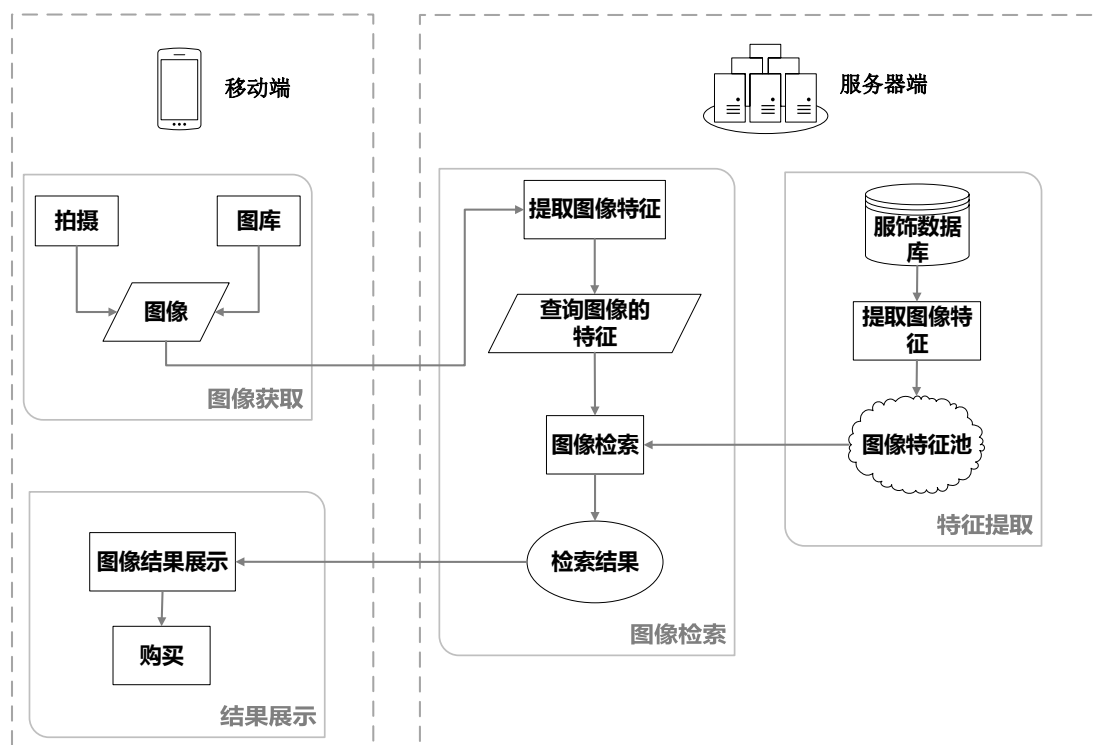 移动端
服务器端
拍摄
图库
图像
图像获取
提取图像特征
查询图像的
特征
图像检索
检索结果
图像检索
服饰数据
库
提取图像特
征
图像特征池
特征提取
图像结果展示
购买
结果展示